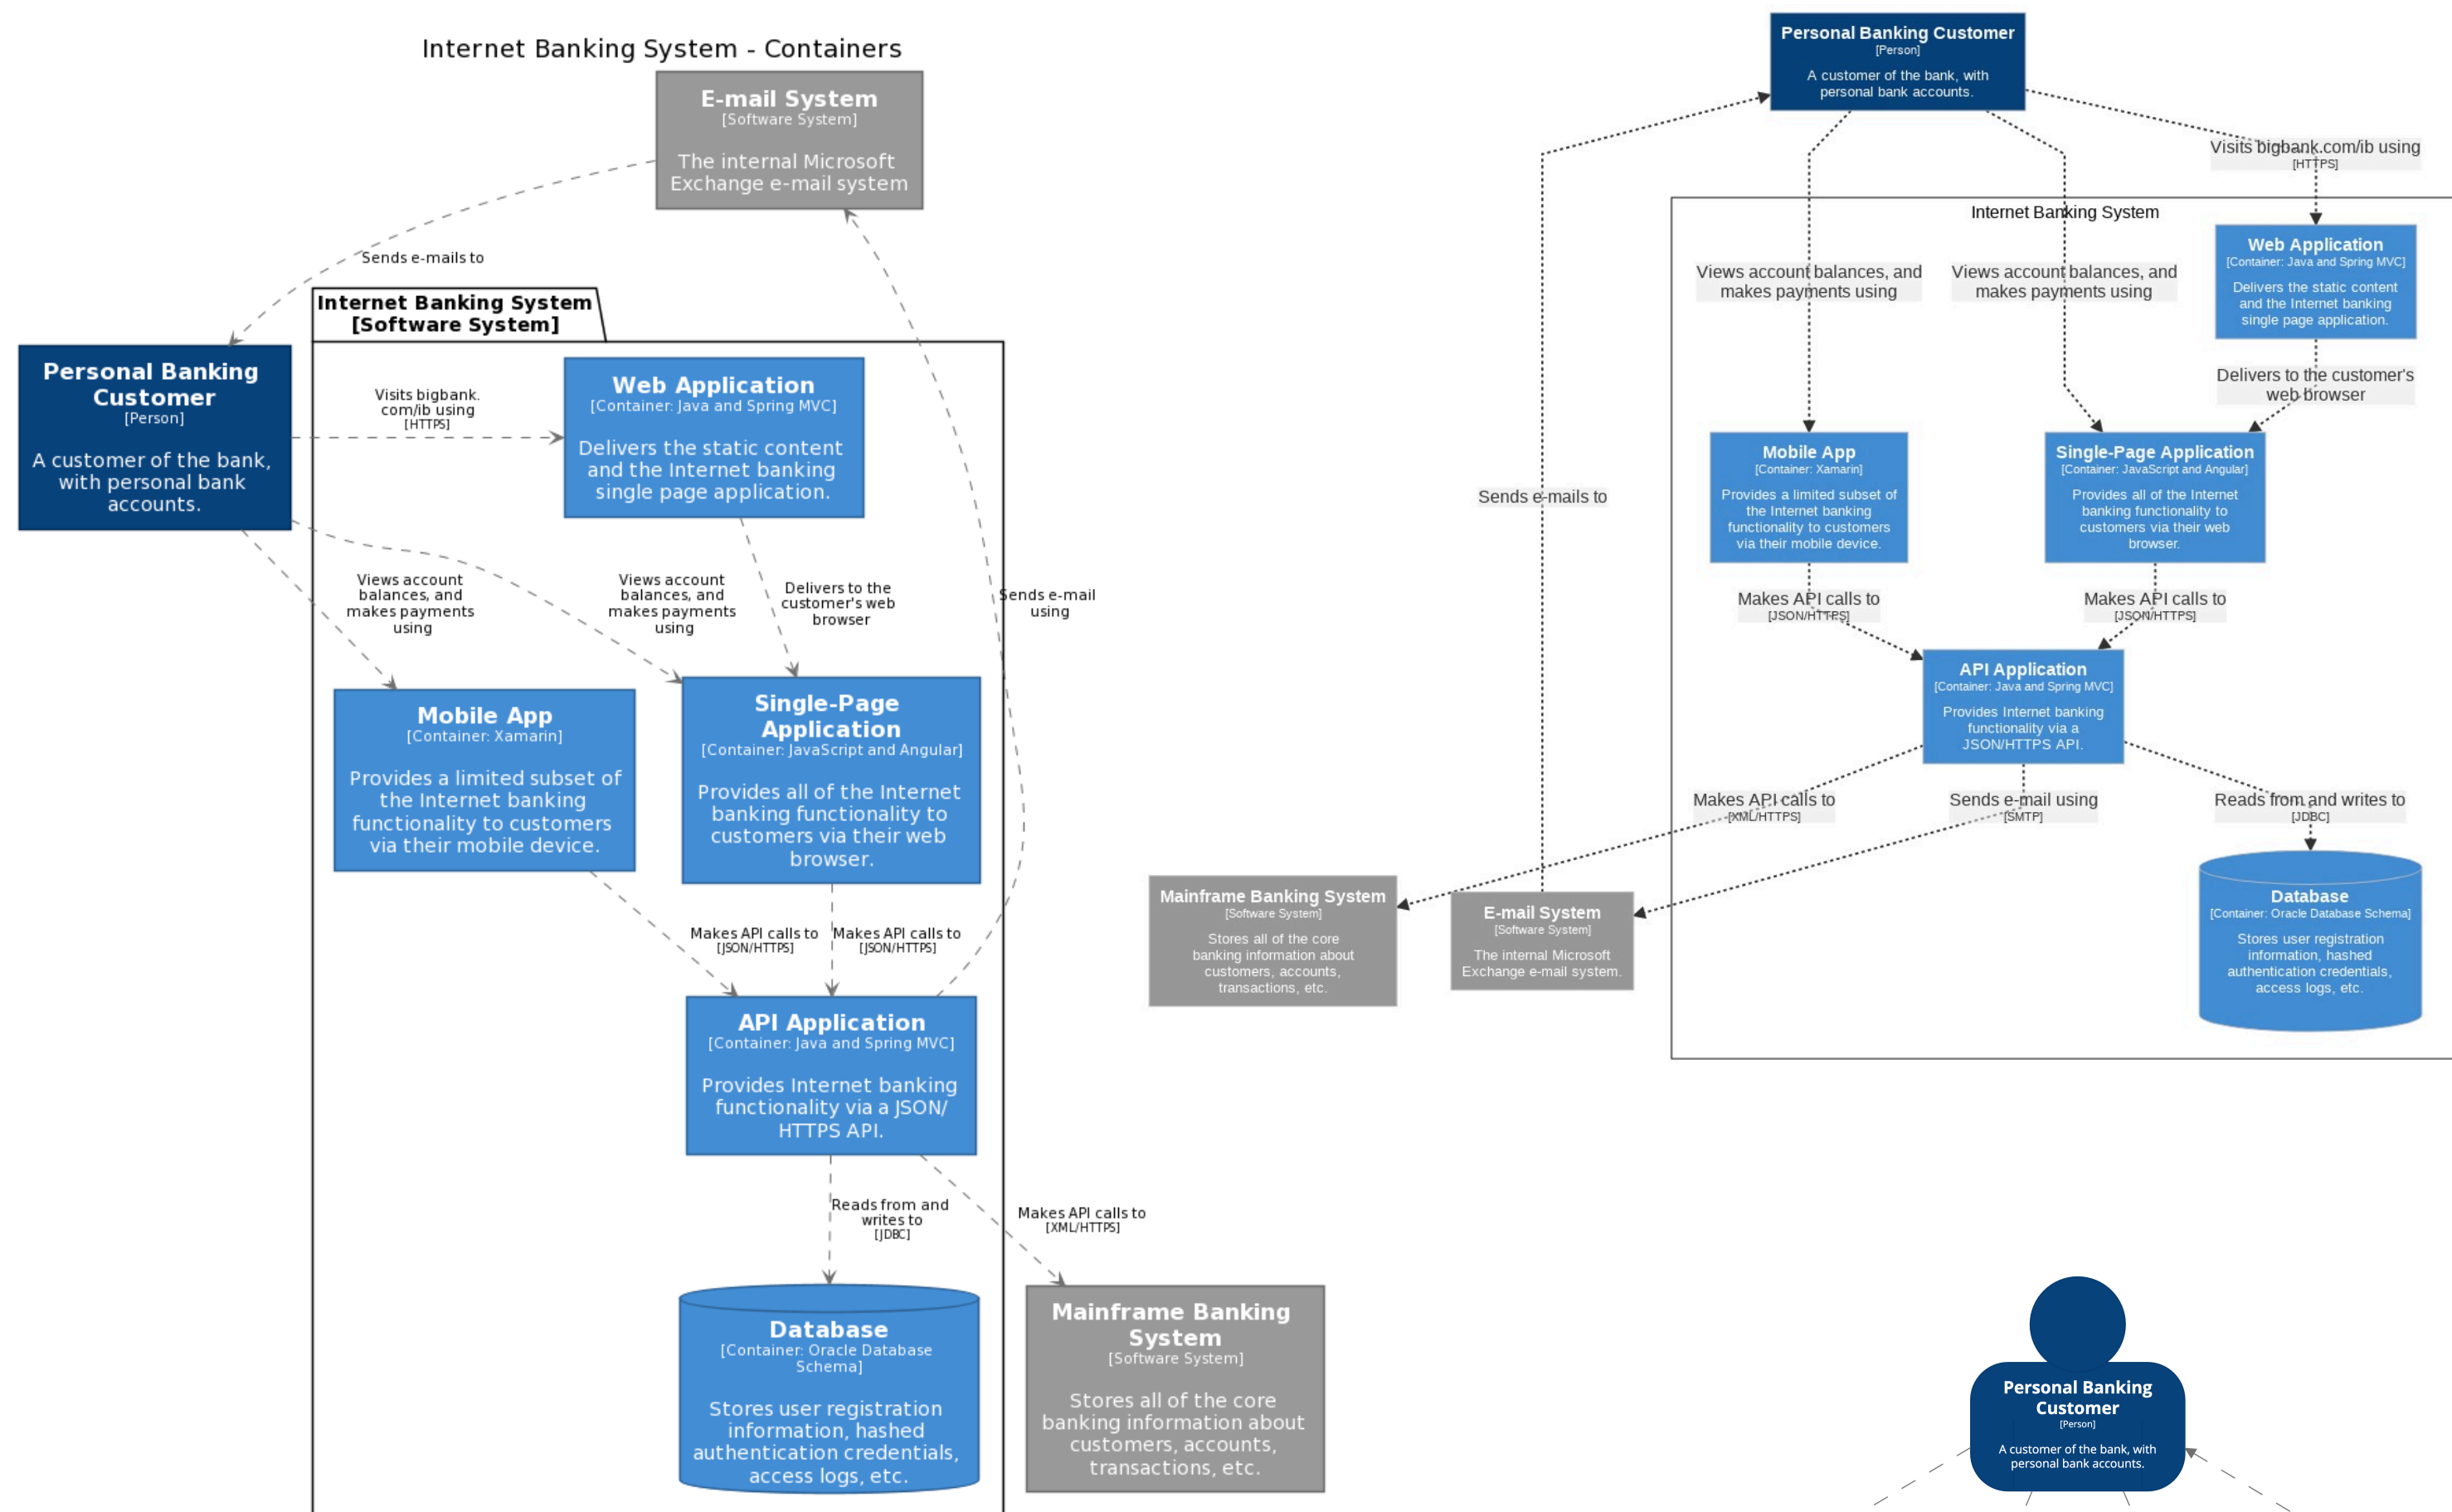 Internet Banking System - Containers
E-mail System
[Software System]
The internal Microsoft
Exchange e-mail system
Sends e-mails to
Internet Banking System
[Software System]
Personal Banking
Customer
[Person]
A customer of the bank,
with personal bank
accounts.
Visits bigbank.
com/ib using
[HTTPS]
Web Application
[Container: Java and Spring MVC]
Delivers the static content
and the Internet banking
single page application.
Views account
balances, and
makes payments
using
Views account
balances, and
makes payments
using
Delivers to the
customer's web
browser
Sends e-mail
using
Mobile App
[Container: Xamarin]
Provides a limited subset of
the Internet banking
functionality to customers
via their mobile device.
Single-Page
Application
[Container: JavaScript and Angular]
Provides all of the Internet
banking functionality to
customers via their web
browser.
Makes API calls to
[JSON/HTTPS]
Makes API calls to
[JSON/HTTPS]
API Application
[Container: Java and Spring MVC]
Provides Internet banking
functionality via a JSON/
HTTPS API.
Reads from and
writes to
[JDBC]
Makes API calls to
[XML/HTTPS]
Database
[Container: Oracle Database
Schema]
Stores user registration
information, hashed
authentication credentials,
access logs, etc.
Mainframe Banking
System
[Software System]
Stores all of the core
banking information about
customers, accounts,
transactions, etc.
Personal Banking Customer
[Person]
A customer of the bank, with
personal bank accounts.
Visits bigbank.com/ib using
[HTTPS]
Internet Banking System
Web Application
[Container: Java and Spring MVC]
Delivers the static content
and the Internet banking
single page application.
Views account balances, and
makes payments using
Views account balances, and
makes payments using
Delivers to the customer's
web browser
Sends e-mails to
Mobile App
[Container: Xamarin]
Provides a limited subset of
the Internet banking
functionality to customers
via their mobile device.
Single-Page Application
[Container: JavaScript and Angular]
Provides all of the Internet
banking functionality to
customers via their web
browser.
Makes API calls to
[JSON/HTTPS]
Makes API calls to
[JSON/HTTPS]
API Application
[Container: Java and Spring MVC]
Provides Internet banking
functionality via a
JSON/HTTPS API.
Makes API calls to
[XML/HTTPS]
Sends e-mail using
[SMTP]
Reads from and writes to
[JDBC]
Mainframe Banking System
[Software System]
Stores all of the core
banking information about
customers, accounts,
transactions, etc.
E-mail System
[Software System]
The internal Microsoft
Exchange e-mail system.
Database
[Container: Oracle Database Schema]
Stores user registration
information, hashed
authentication credentials,
access logs, etc.
Personal Banking
Customer
[Person]
A customer of the bank, with
personal bank accounts.